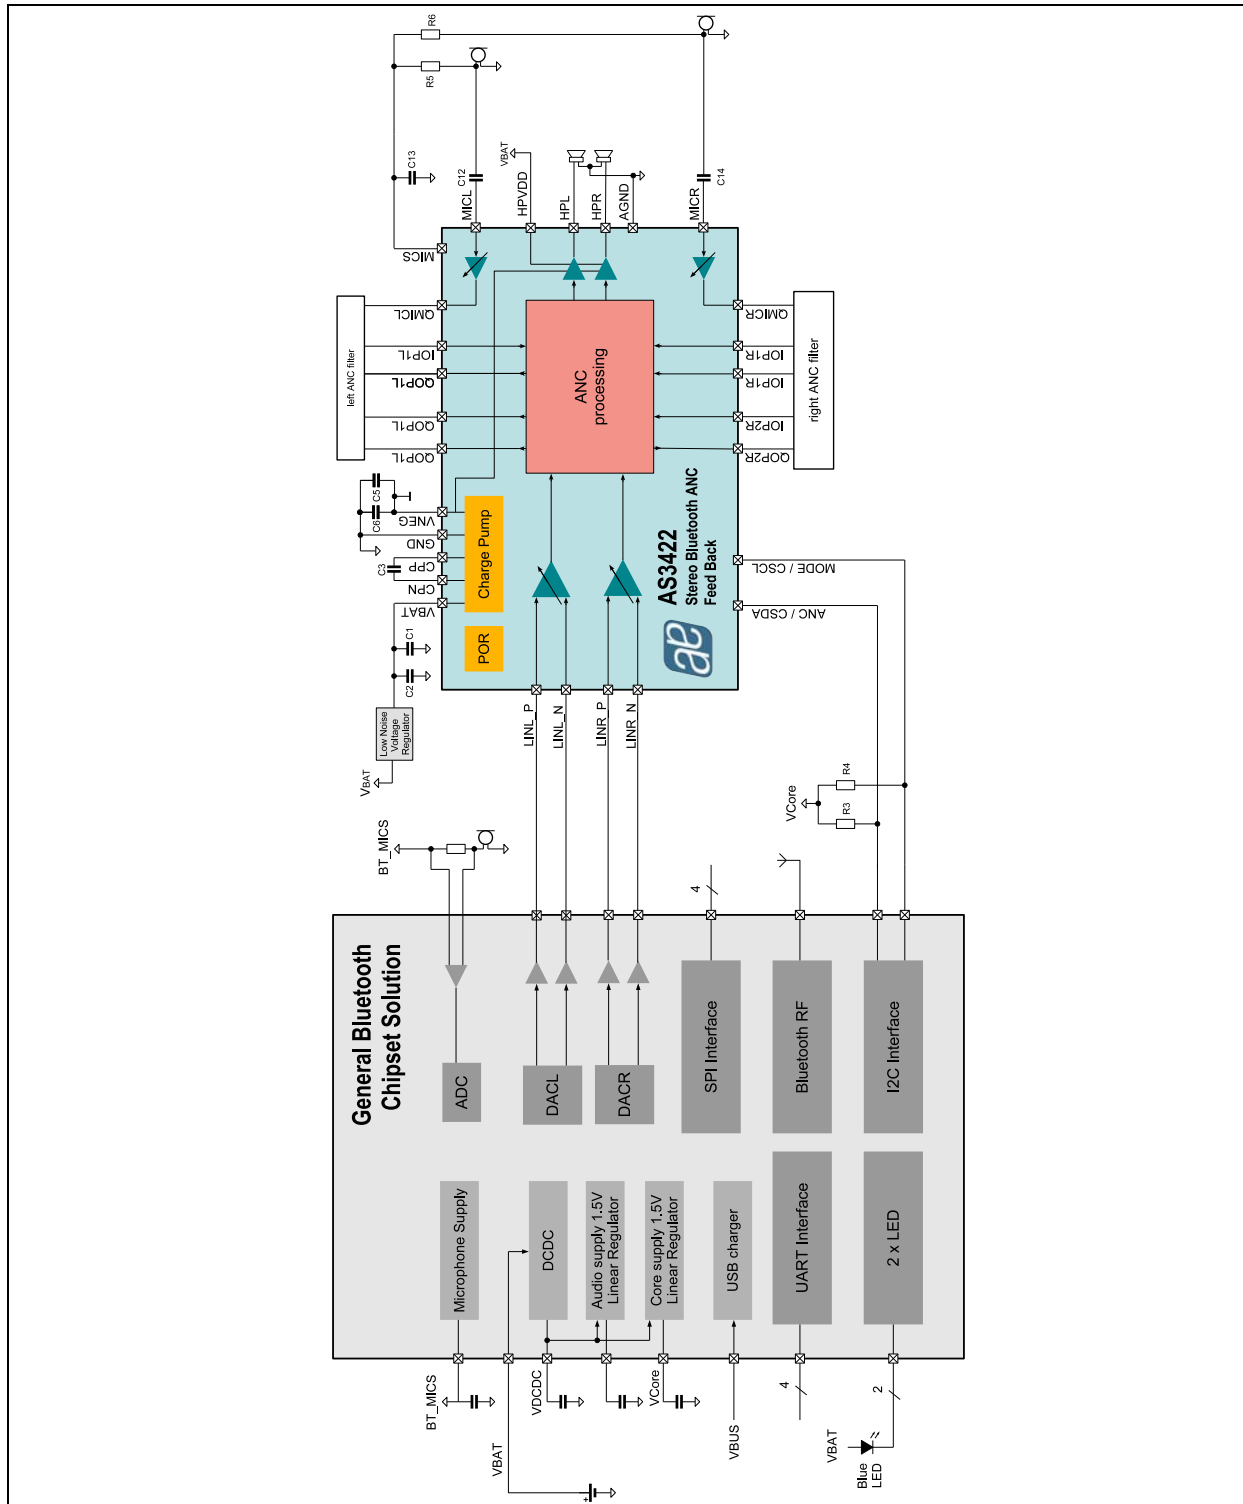 General Bluetooth
Chipset Solution
Microphone Supply
DCDC
Audio supply 1.5V
Linear Regulator
Core supply 1.5V
Linear Regulator
USB charger
UART Interface
2 x LED
ADC
DACL
DACR
SPI Interface
Bluetooth RF
I2C Interface
BT_MICS
VBAT
+
VDCDC
VCore
VBUS
4
2
VBAT
Blue
LED
BT_MICS
4
VCore
R3
R4
LINL_P
LINL_N
LINR_P
LINR_N
VBAT
Low Noise
Voltage
Regulator
C2
C1
VBAT
CPN
CPP
GND
VNEG
C3
C6
C5
POR
Charge Pump
AS3422
Stereo Bluetooth ANC
Feed Back
ae
ANC
processing
ANC / CSDA
MODE / CSCL
left ANC filter
QOP1L
QOP1L
QOP1L
IOP1L
QMICL
MICS
right ANC filter
QOP2R
IOP2R
IOP1R
IOP1R
QMICR
MICL
HPVDD
HPL
HPR
AGND
MICR
VBAT
C12
C13
C14
R5
R6